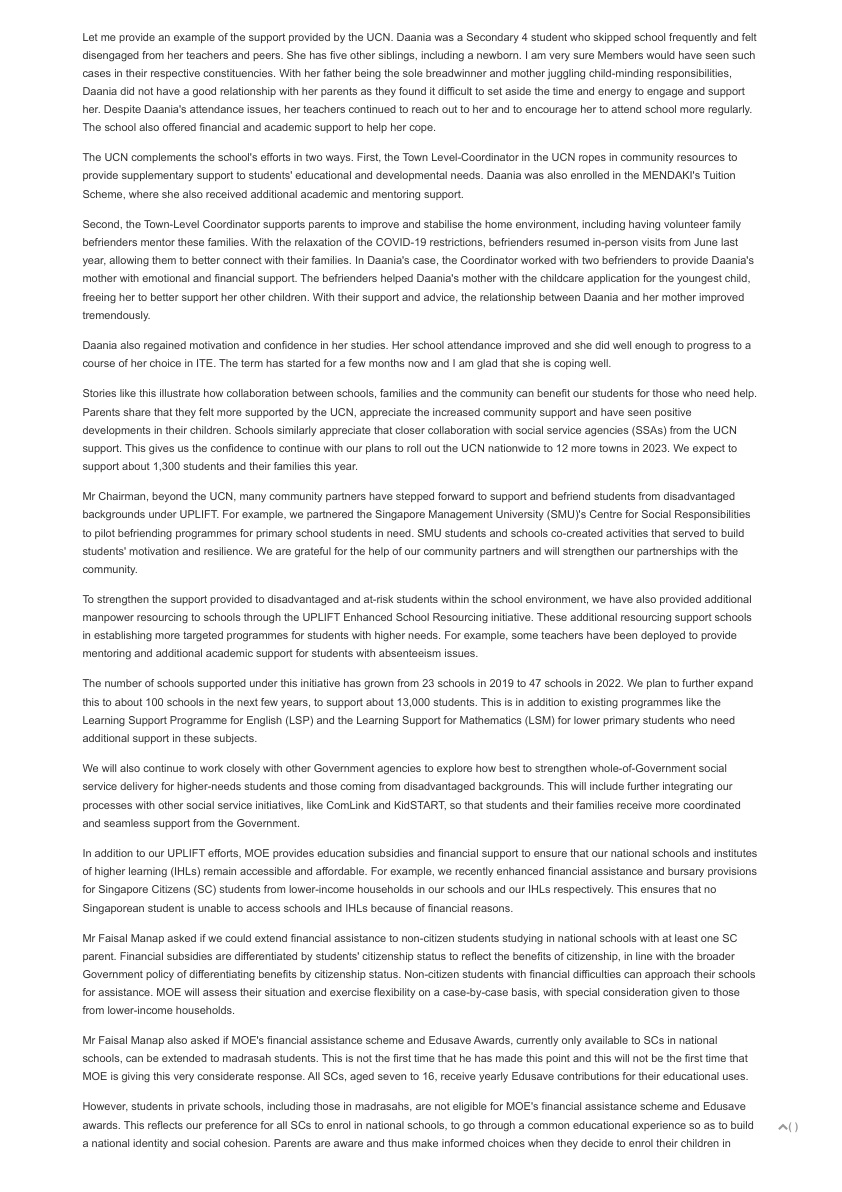 Let me provide an example of the support provided by the UCN. Daania was a Secondary 4 student who skipped school frequently and felt
disengaged from her teachers and peers. She has five other siblings, including a newborn. I am very sure Members would have seen such
cases in their respective constituencies. With her father being the sole breadwinner and mother juggling child-minding responsibilities,
Daania did not have a good relationship with her parents as they found it difficult to set aside the time and energy to engage and support
her. Despite Daania's attendance issues, her teachers continued to reach out to her and to encourage her to attend school more regularly.
The school also offered financial and academic support to help her cope.
The UCN complements the school's efforts in two ways. First, the Town Level-Coordinator in the UCN ropes in community resources to
provide supplementary support to students' educational and developmental needs. Daania was also enrolled in the MENDAKI's Tuition
Scheme, where she also received additional academic and mentoring support.
Second, the Town-Level Coordinator supports parents to improve and stabilise the home environment, including having volunteer family
befrienders mentor these families. With the relaxation of the COVID-19 restrictions, befrienders resumed in-person visits from June last
year, allowing them to better connect with their families. In Daania's case, the Coordinator worked with two befrienders to provide Daania's
mother with emotional and financial support. The befrienders helped Daania's mother with the childcare application for the youngest child,
freeing her to better support her other children. With their support and advice, the relationship between Daania and her mother improved
tremendously.
Daania also regained motivation and confidence in her studies. Her school attendance improved and she did well enough to progress to a
course of her choice in ITE. The term has started for a few months now and I am glad that she is coping well.
Stories like this illustrate how collaboration between schools, families and the community can benefit our students for those who need help.
Parents share that they felt more supported by the UCN, appreciate the increased community support and have seen positive
developments in their children. Schools similarly appreciate that closer collaboration with social service agencies (SSAs) from the UCN
support. This gives us the confidence to continue with our plans to roll out the UCN nationwide to 12 more towns in 2023. We expect to
support about 1,300 students and their families this year.
Mr Chairman, beyond the UCN, many community partners have stepped forward to support and befriend students from disadvantaged
backgrounds under UPLIFT. For example, we partnered the Singapore Management University (SMU)'s Centre for Social Responsibilities
to pilot befriending programmes for primary school students in need. SMU students and schools co-created activities that served to build
students' motivation and resilience. We are grateful for the help of our community partners and will strengthen our partnerships with the
community.
To strengthen the support provided to disadvantaged and at-risk students within the school environment, we have also provided additional
manpower resourcing to schools through the UPLIFT Enhanced School Resourcing initiative. These additional resourcing support schools
in establishing more targeted programmes for students with higher needs. For example, some teachers have been deployed to provide
mentoring and additional academic support for students with absenteeism issues.
The number of schools supported under this initiative has grown from 23 schools in 2019 to 47 schools in 2022. We plan to further expand
this to about 100 schools in the next few years, to support about 13,000 students. This is in addition to existing programmes like the
Learning Support Programme for English (LSP) and the Learning Support for Mathematics (LSM) for lower primary students who need
additional support in these subjects.
We will also continue to work closely with other Government agencies to explore how best to strengthen whole-of-Government social
service delivery for higher-needs students and those coming from disadvantaged backgrounds. This will include further integrating our
processes with other social service initiatives, like ComLink and KidSTART, so that students and their families receive more coordinated
and seamless support from the Government.
In addition to our UPLIFT efforts, MOE provides education subsidies and financial support to ensure that our national schools and institutes
of higher learning (IHLs) remain accessible and affordable. For example, we recently enhanced financial assistance and bursary provisions
for Singapore Citizens (SC) students from lower-income households in our schools and our IHLs respectively. This ensures that no
Singaporean student is unable to access schools and IHLs because of financial reasons.
Mr Faisal Manap asked if we could extend financial assistance to non-citizen students studying in national schools with at least one SC
parent. Financial subsidies are differentiated by students' citizenship status to reflect the benefits of citizenship, in line with the broader
Government policy of differentiating benefits by citizenship status. Non-citizen students with financial difficulties can approach their schools
for assistance. MOE will assess their situation and exercise flexibility on a case-by-case basis, with special consideration given to those
from lower-income households.
Mr Faisal Manap also asked if MOE's financial assistance scheme and Edusave Awards, currently only available to SCs in national
schools, can be extended to madrasah students. This is not the first time that he has made this point and this will not be the first time that
MOE is giving this very considerate response. All SCs, aged seven to 16, receive yearly Edusave contributions for their educational uses.
However, students in private schools, including those in madrasahs, are not eligible for MOE's financial assistance scheme and Edusave
awards. This reflects our preference for all SCs to enrol in national schools, to go through a common educational experience so as to build
a national identity and social cohesion. Parents are aware and thus make informed choices when they decide to enrol their children in
()